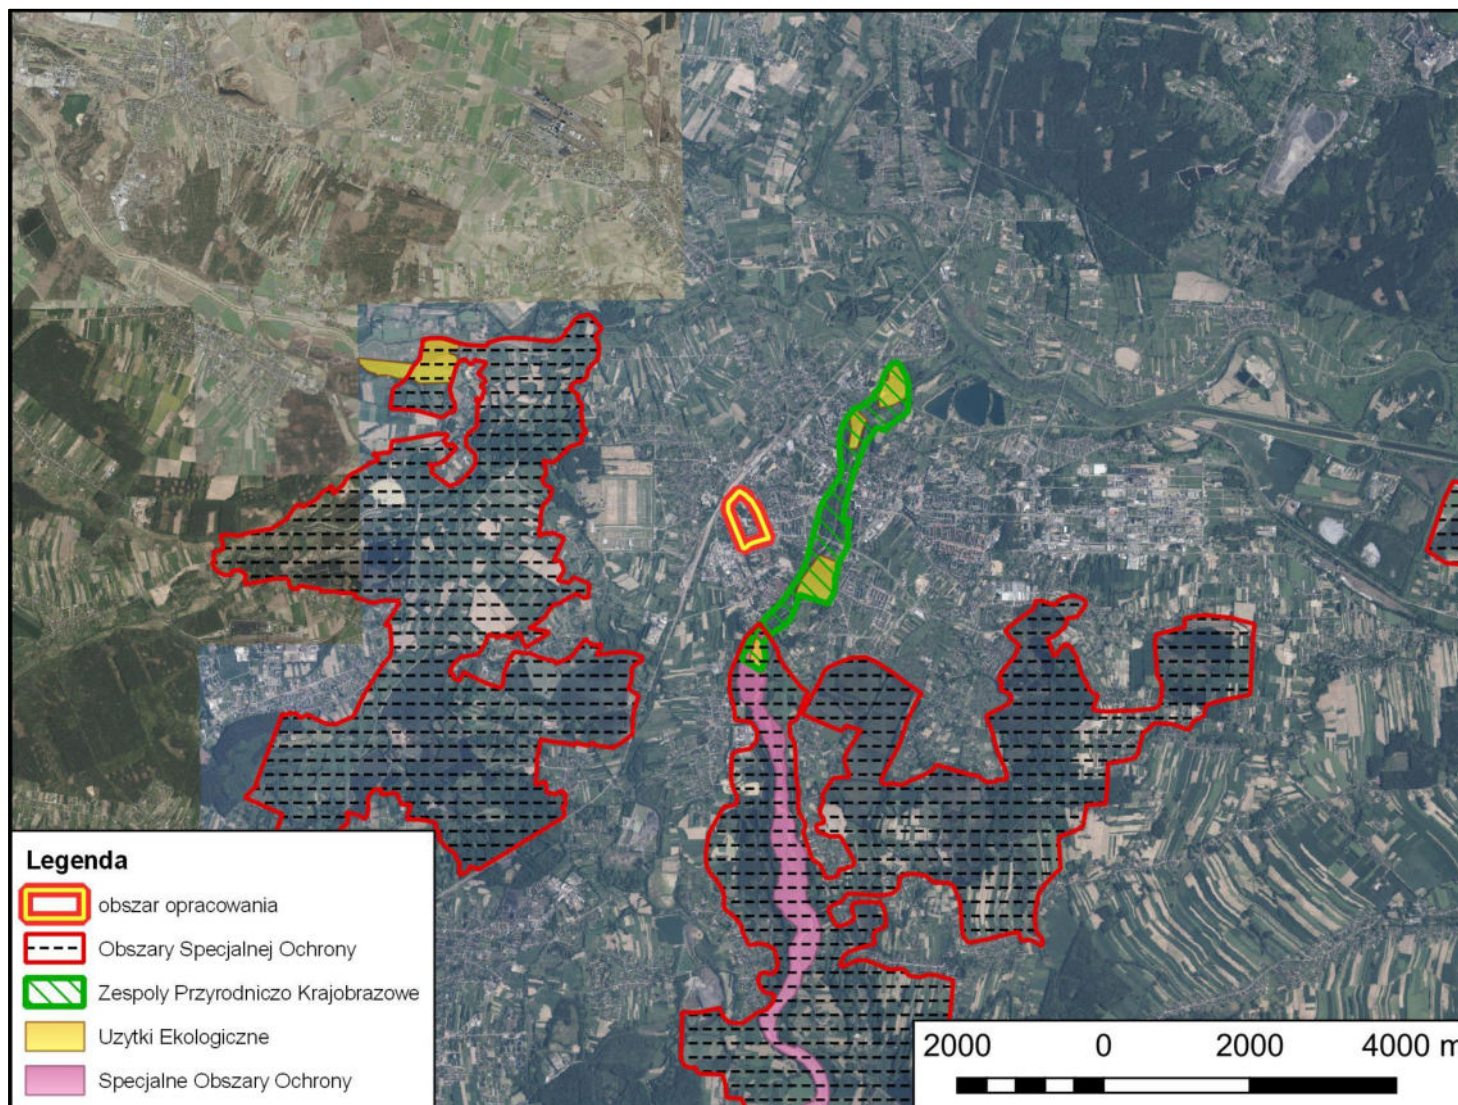 Legenda
obszar opracowania
Obszary Specjalnej Ochrony
Zespoly Przyrodniczo Krajobrazowe
Uzytki Ekologiczne
Specjalne Obszary Ochrony
2000 0 2000 4000 m